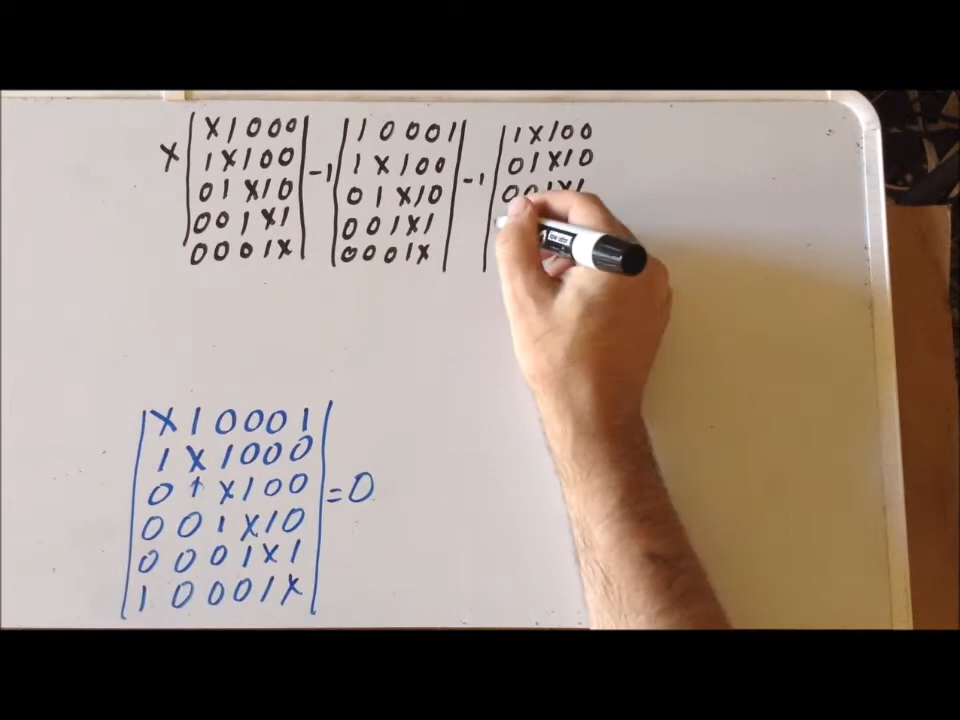 X | X 1 0 0 0 | -1 | 1 0 0 0 1 | -1 | 1 X 1 0 0
| 1 X 1 0 0 | | 1 X 1 0 0 | | 0 1 X 1 0
| 0 1 X 1 0 | | 0 1 X 1 0 | | 0 0 1 X 1
| 0 0 1 X 1 | | 0 0 1 X 1 |
| 0 0 0 1 X | | 0 0 0 1 X |
| X 1 0 0 0 1 |
| 1 X 1 0 0 0 |
| 0 1 X 1 0 0 | = 0
| 0 0 1 X 1 0 |
| 0 0 0 1 X 1 |
| 1 0 0 0 1 X |